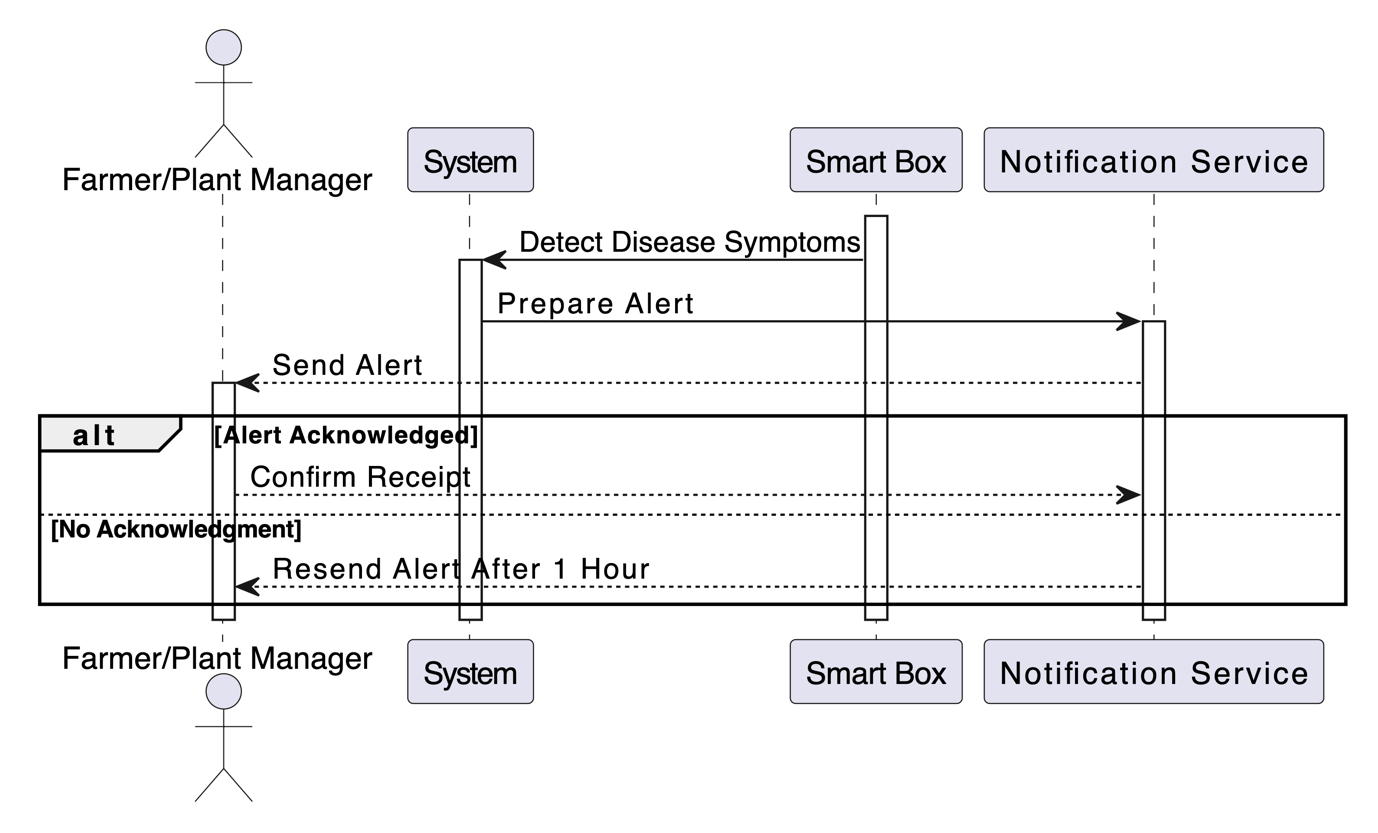 Farmer/Plant Manager
System
Smart Box
Notification Service
Detect Disease Symptoms
Prepare Alert
Send Alert
alt
[Alert Acknowledged]
Confirm Receipt
[No Acknowledgment]
Resend Alert After 1 Hour
Farmer/Plant Manager
System
Smart Box
Notification Service